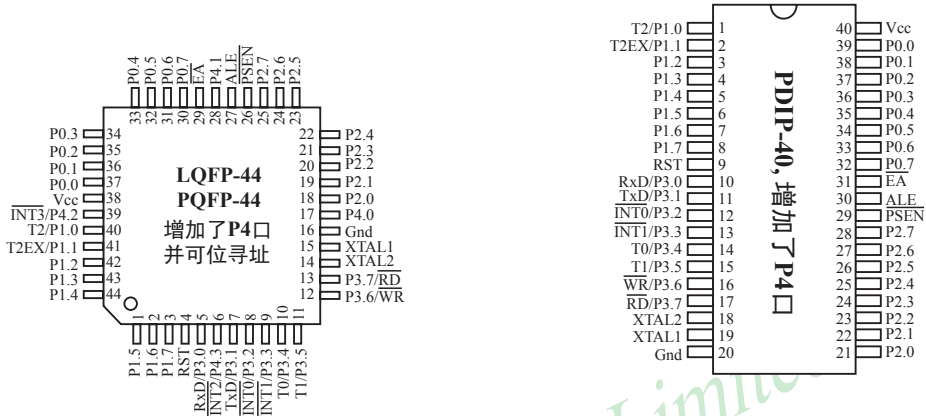 P0.4
P0.5
P0.6
P0.7
EA
P4.1
ALE
PSEN
P2.7
P2.6
P2.5
33
32
31
30
29
28
27
26
25
24
23
P0.3 34
P0.2 35
P0.1 36
P0.0 37
Vcc 38
INT3/P4.2 39
T2/P1.0 40
T2EX/P1.1 41
P1.2 42
P1.3 43
P1.4 44
LQFP-44
PQFP-44
增加了P4口
并可位寻址
22 P2.4
21 P2.3
20 P2.2
19 P2.1
18 P2.0
17 P4.0
16 Gnd
15 XTAL1
14 XTAL2
13 P3.7/RD
12 P3.6/WR
1
2
3
4
5
6
7
8
9
10
11
P1.5
P1.6
P1.7
RST
RxD/P3.0
INT2/P4.3
TxD/P3.1
INT0/P3.2
INT1/P3.3
T0/P3.4
T1/P3.5
T2/P1.0 1
T2EX/P1.1 2
P1.2 3
P1.3 4
P1.4 5
P1.5 6
P1.6 7
P1.7 8
RST 9
RxD/P3.0 10
TxD/P3.1 11
INT0/P3.2 12
INT1/P3.3 13
T0/P3.4 14
T1/P3.5 15
WR/P3.6 16
RD/P3.7 17
XTAL2 18
XTAL1 19
Gnd 20
PDIP-40, 增加了P4口
40 Vcc
39 P0.0
38 P0.1
37 P0.2
36 P0.3
35 P0.4
34 P0.5
33 P0.6
32 P0.7
31 EA
30 ALE
29 PSEN
28 P2.7
27 P2.6
26 P2.5
25 P2.4
24 P2.3
23 P2.2
22 P2.1
21 P2.0
Limited